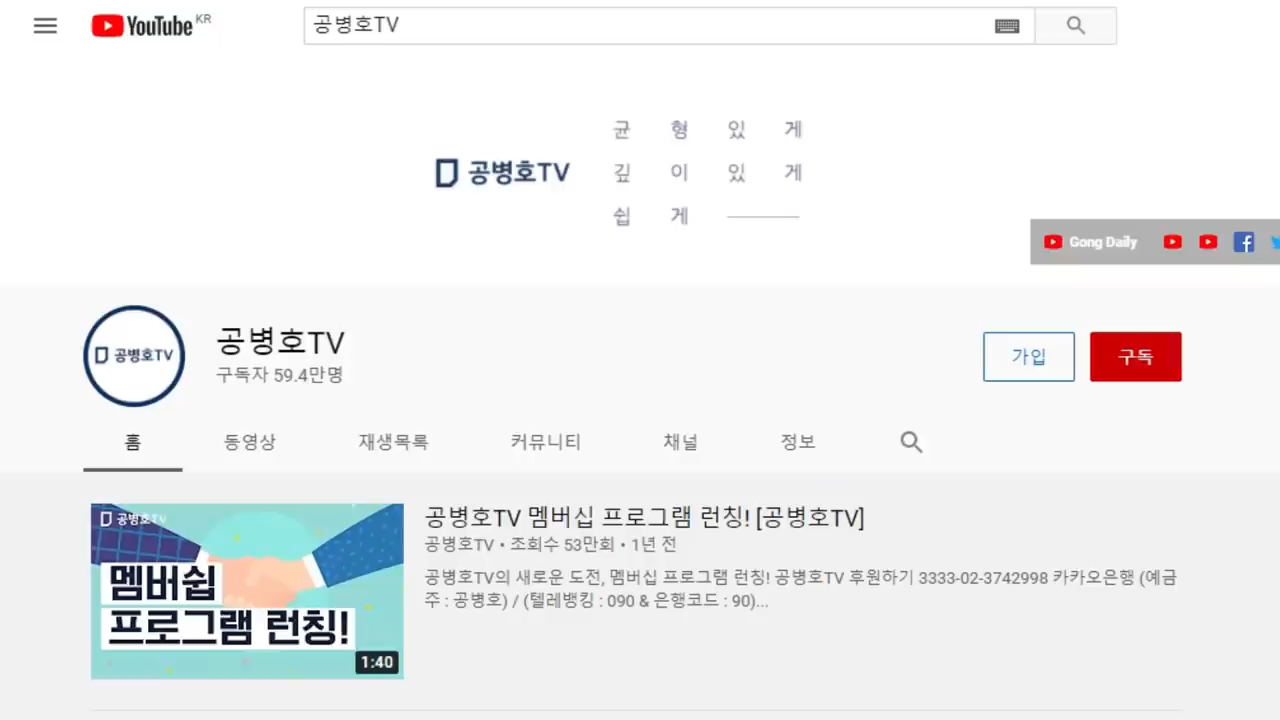 YouTube KR
공병호TV
균 형 있 게
공병호TV
깊 이 있 게
쉽 게
Gong Daily
공병호TV
공병호TV
구독자 59.4만명
가입
구독
홈
동영상
재생목록
커뮤니티
채널
정보
공병호TV
멤버쉽
프로그램 런칭!
1:40
공병호TV 멤버십 프로그램 런칭! [공병호TV]
공병호TV • 조회수 53만회 • 1년 전
공병호TV의 새로운 도전, 멤버십 프로그램 런칭! 공병호TV 후원하기 3333-02-3742998 카카오은행 (예금
주 : 공병호) / (텔레뱅킹 : 090 & 은행코드 : 90)...